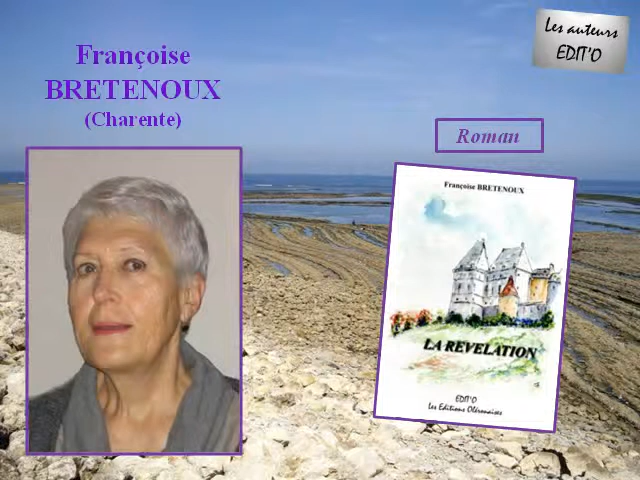 Les auteurs
EDIT'O
Françoise
BRETENOUX
(Charente)
Roman
Françoise BRETENOUX
LA REVELATION
EDIT'O
Les Editions Oléronaises